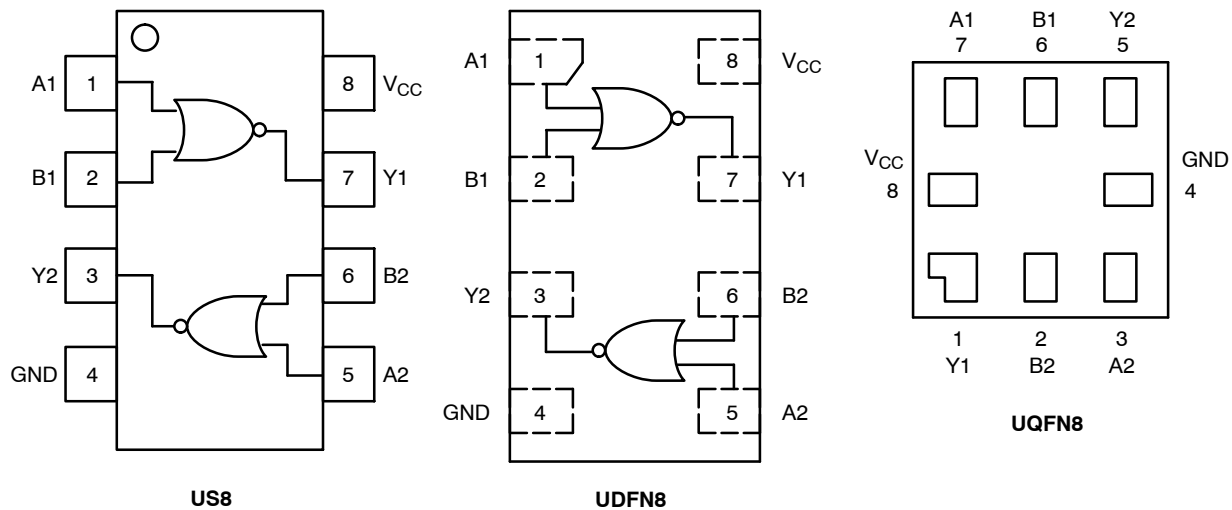 A1 1 8 VCC
B1 2 7 Y1
Y2 3 6 B2
GND 4 5 A2
US8
A1 1 8 VCC
B1 2 7 Y1
Y2 3 6 B2
GND 4 5 A2
UDFN8
A1 B1 Y2
7 6 5
VCC GND
8 4
1 2 3
Y1 B2 A2
UQFN8